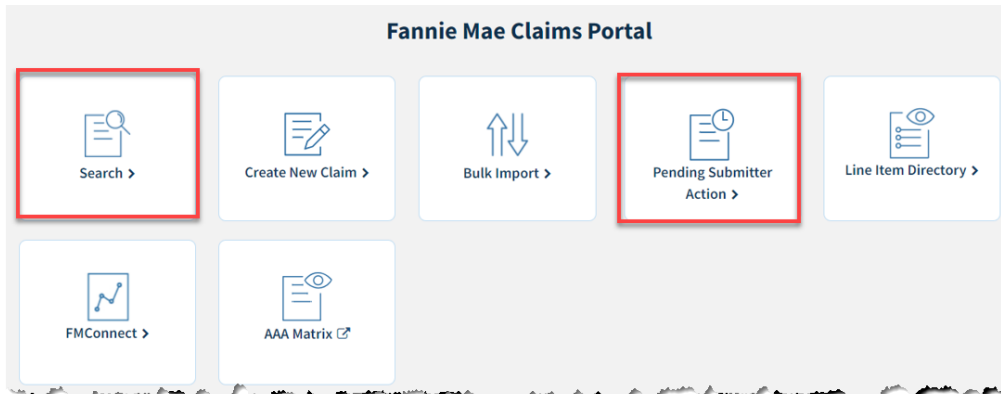 Fannie Mae Claims Portal
Search >
Create New Claim >
Bulk Import >
Pending Submitter
Action >
Line Item Directory >
FMConnect >
AAA Matrix